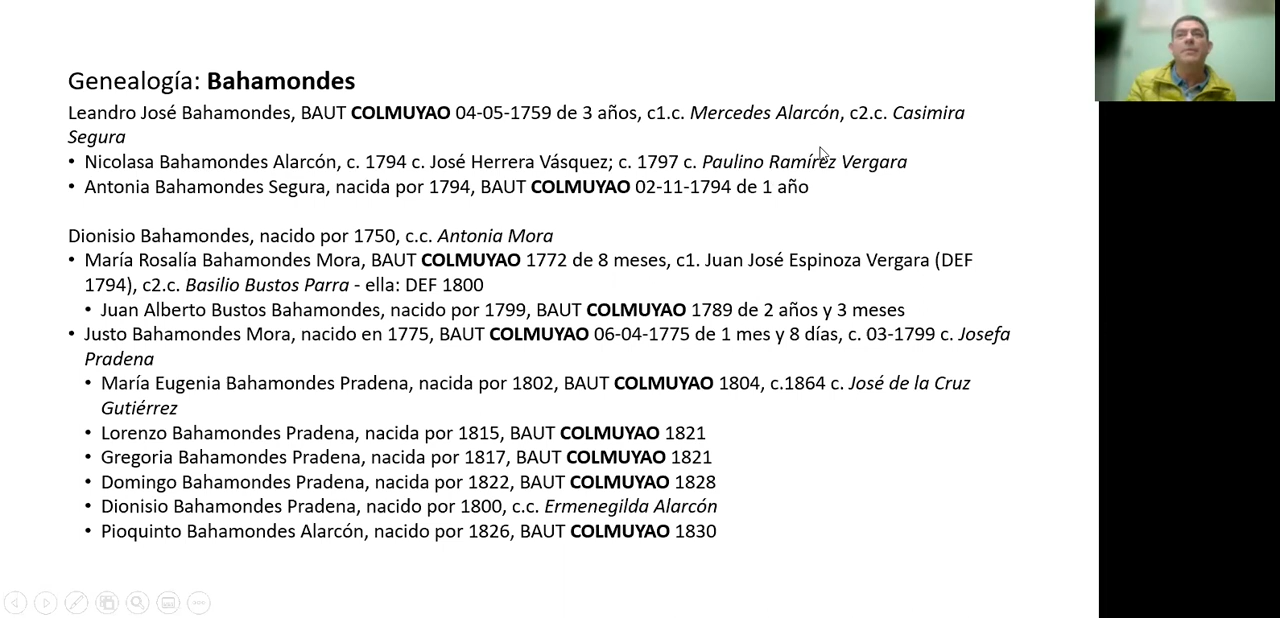 Genealogía: Bahamondes
Leandro José Bahamondes, BAUT COLMUYAO 04-05-1759 de 3 años, c1.c. Mercedes Alarcón, c2.c. Casimira
Segura
• Nicolasa Bahamondes Alarcón, c. 1794 c. José Herrera Vásquez; c. 1797 c. Paulino Ramírez Vergara
• Antonia Bahamondes Segura, nacida por 1794, BAUT COLMUYAO 02-11-1794 de 1 año
Dionisio Bahamondes, nacido por 1750, c.c. Antonia Mora
• María Rosalía Bahamondes Mora, BAUT COLMUYAO 1772 de 8 meses, c1. Juan José Espinoza Vergara (DEF
1794), c2.c. Basilio Bustos Parra - ella: DEF 1800
• Juan Alberto Bustos Bahamondes, nacido por 1799, BAUT COLMUYAO 1789 de 2 años y 3 meses
• Justo Bahamondes Mora, nacido en 1775, BAUT COLMUYAO 06-04-1775 de 1 mes y 8 días, c. 03-1799 c. Josefa
Pradena
• María Eugenia Bahamondes Pradena, nacida por 1802, BAUT COLMUYAO 1804, c.1864 c. José de la Cruz
Gutiérrez
• Lorenzo Bahamondes Pradena, nacida por 1815, BAUT COLMUYAO 1821
• Gregoria Bahamondes Pradena, nacida por 1817, BAUT COLMUYAO 1821
• Domingo Bahamondes Pradena, nacida por 1822, BAUT COLMUYAO 1828
• Dionisio Bahamondes Pradena, nacido por 1800, c.c. Ermenegilda Alarcón
• Pioquinto Bahamondes Alarcón, nacido por 1826, BAUT COLMUYAO 1830